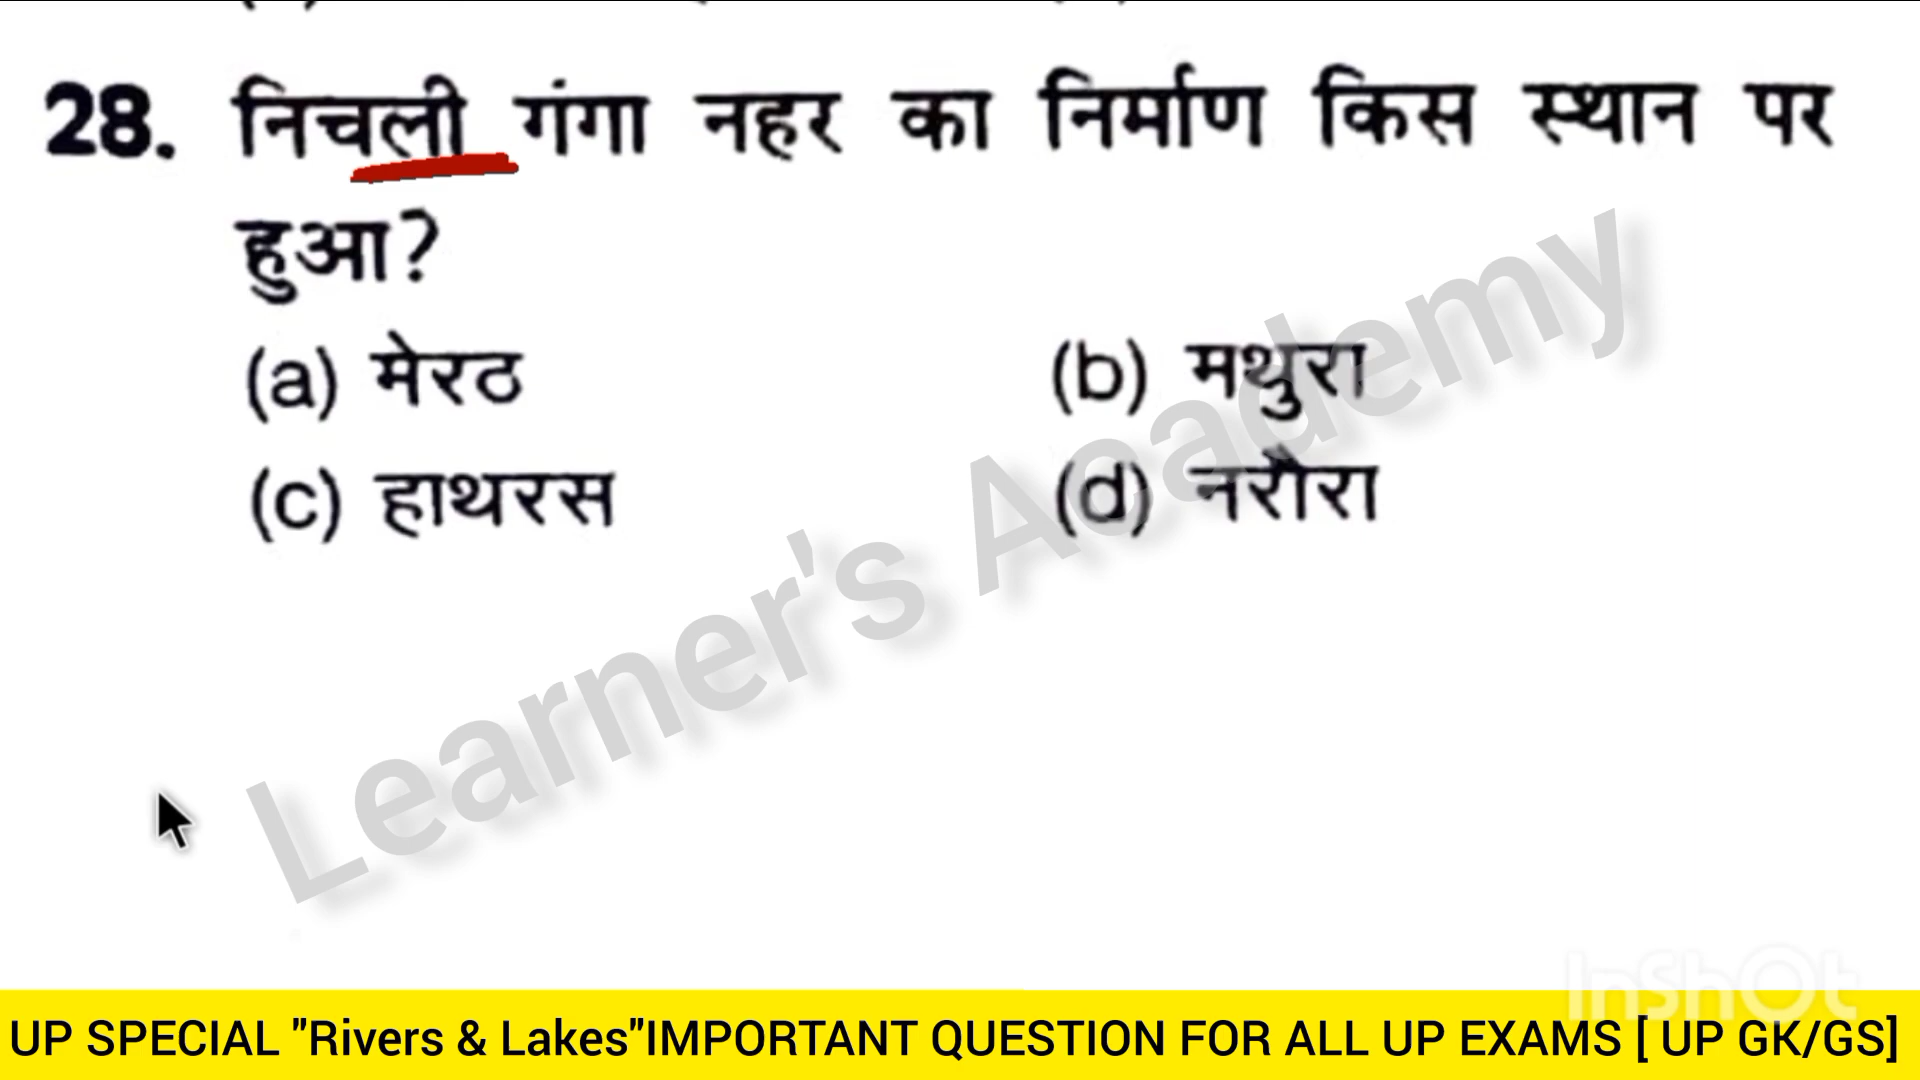 28. निचली गंगा नहर का निर्माण किस स्थान पर
हुआ?
(a) मेरठ (b) मथुरा
(c) हाथरस (d) नरौरा
Learner's Academy
InShOt
UP SPECIAL "Rivers & Lakes"IMPORTANT QUESTION FOR ALL UP EXAMS [ UP GK/GS]